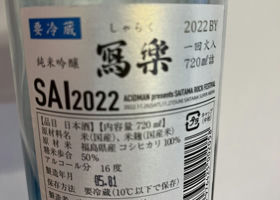 要冷蔵
しゃらく
寫樂
純米吟醸
2022BY
一回火入
720㎖詰
SAI2022
ACIDMAN presents SAITAMA ROCK FESTIVAL
【品目】日本酒】【内容量 720㎖】
原材料 米(国産)、米麹(国産米)
原料米 福島県産 コシヒカリ 100%
精米歩合 50%
アルコール分 16度
製造年月 05.01
保存方法 要冷蔵(10℃以下で保存)